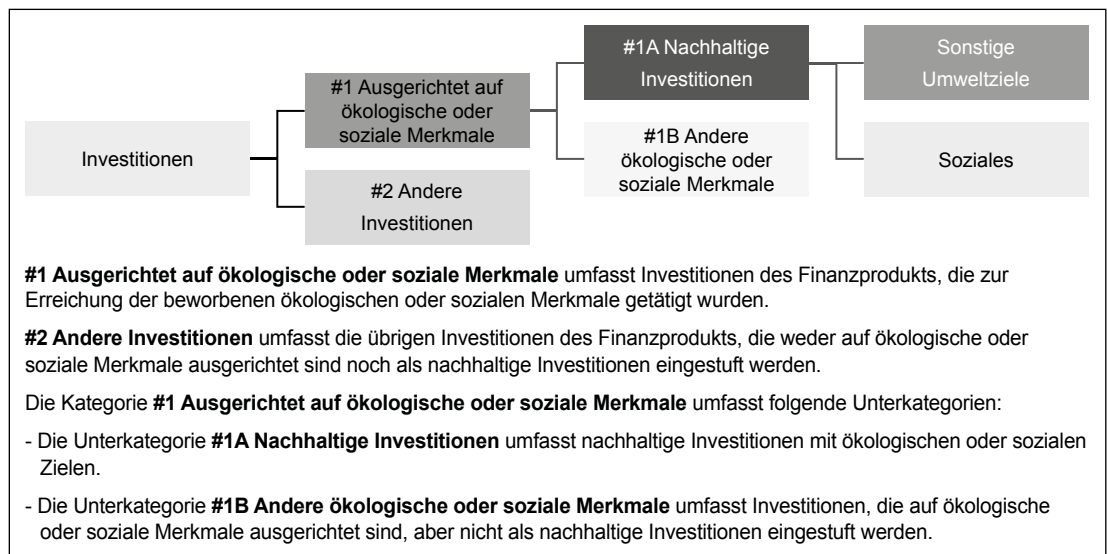 #1A Nachhaltige
Investitionen
Sonstige
Umweltziele
#1 Ausgerichtet auf
ökologische oder
soziale Merkmale
Investitionen
#1B Andere
ökologische oder
soziale Merkmale
Soziales
#2 Andere
Investitionen
#1 Ausgerichtet auf ökologische oder soziale Merkmale umfasst Investitionen des Finanzprodukts, die zur
Erreichung der beworbenen ökologischen oder sozialen Merkmale getätigt wurden.
#2 Andere Investitionen umfasst die übrigen Investitionen des Finanzprodukts, die weder auf ökologische oder
soziale Merkmale ausgerichtet sind noch als nachhaltige Investitionen eingestuft werden.
Die Kategorie #1 Ausgerichtet auf ökologische oder soziale Merkmale umfasst folgende Unterkategorien:
- Die Unterkategorie #1A Nachhaltige Investitionen umfasst nachhaltige Investitionen mit ökologischen oder sozialen
Zielen.
- Die Unterkategorie #1B Andere ökologische oder soziale Merkmale umfasst Investitionen, die auf ökologische
oder soziale Merkmale ausgerichtet sind, aber nicht als nachhaltige Investitionen eingestuft werden.